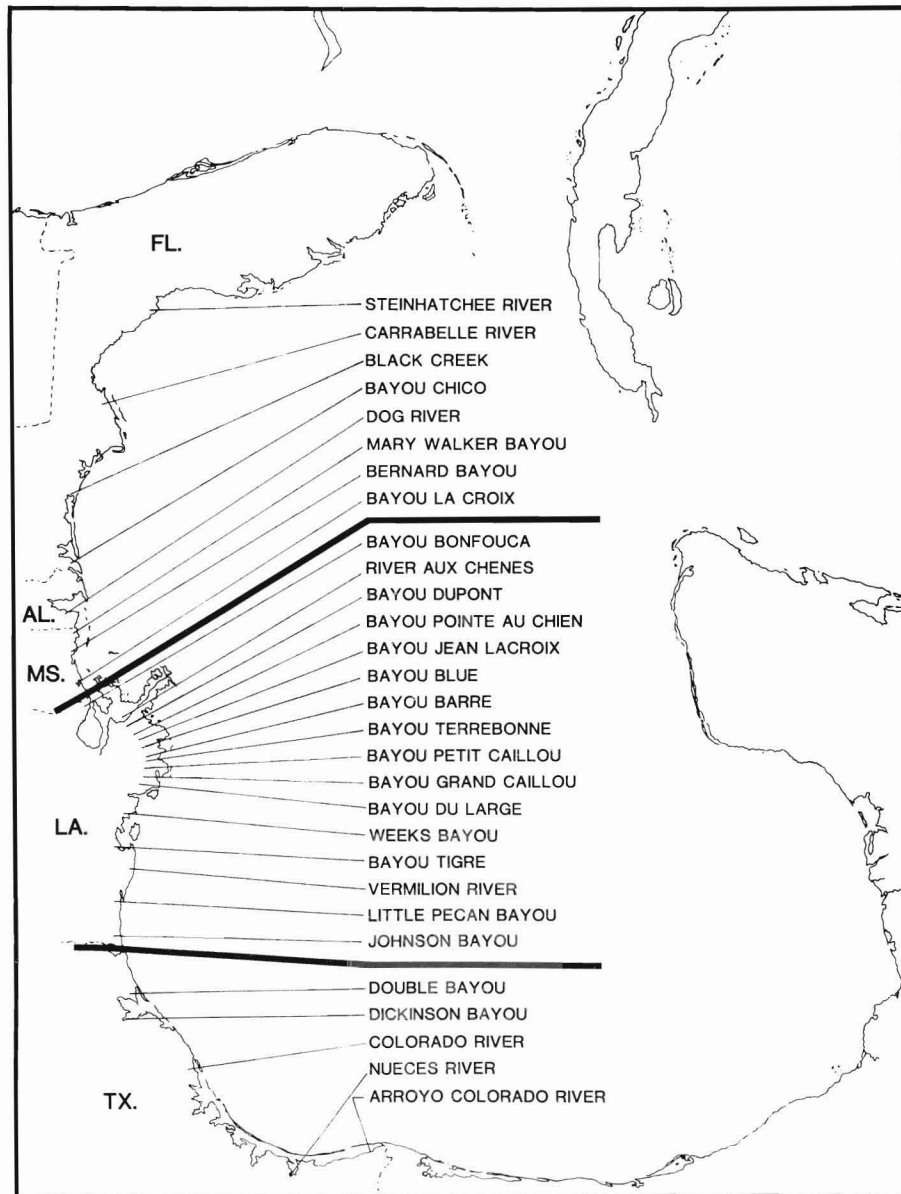 FL.
STEINHATCHEE RIVER
CARRABELLE RIVER
BLACK CREEK
BAYOU CHICO
DOG RIVER
MARY WALKER BAYOU
BERNARD BAYOU
BAYOU LA CROIX
BAYOU BONFOUCA
RIVER AUX CHENES
BAYOU DUPONT
AL.
BAYOU POINTE AU CHIEN
BAYOU JEAN LACROIX
MS.
BAYOU BLUE
BAYOU BARRE
BAYOU TERREBONNE
BAYOU PETIT CAILLOU
BAYOU GRAND CAILLOU
BAYOU DU LARGE
LA.
WEEKS BAYOU
BAYOU TIGRE
VERMILION RIVER
LITTLE PECAN BAYOU
JOHNSON BAYOU
DOUBLE BAYOU
DICKINSON BAYOU
COLORADO RIVER
NUECES RIVER
TX.
ARROYO COLORADO RIVER